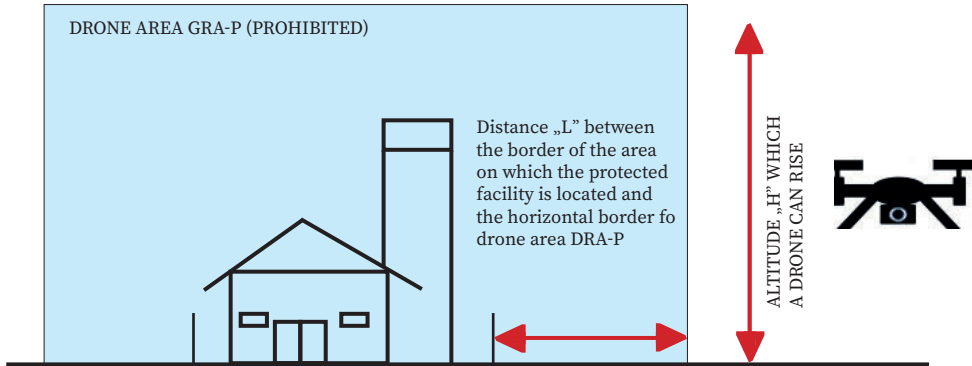 DRONE AREA GRA-P (PROHIBITED)
Distance „L” between
the border of the area
on which the protected
facility is located and
the horizontal border fo
drone area DRA-P
ALTITUDE „H” WHICH
A DRONE CAN RISE